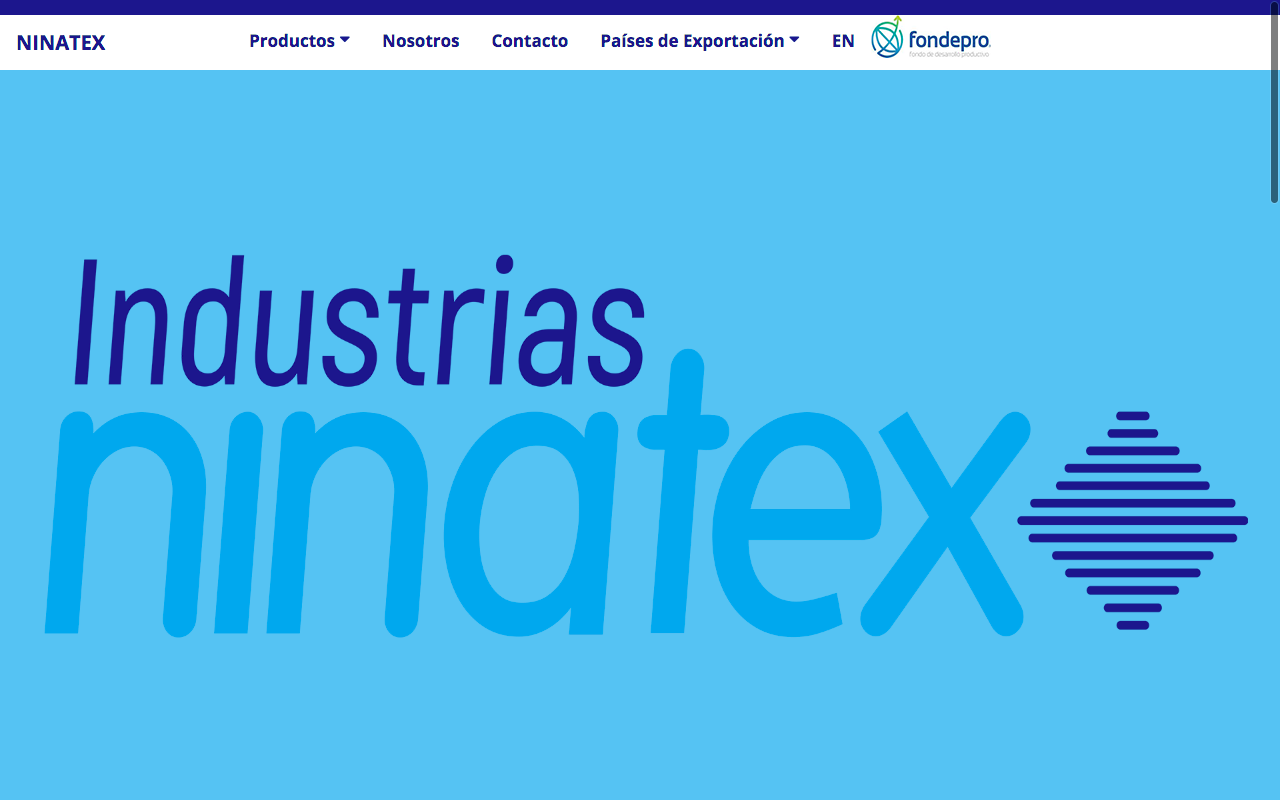 NINATEX
Productos
Nosotros
Contacto
Países de Exportación
EN
fondepro.
Fondo de desarrollo productivo
Industrias
ninatex